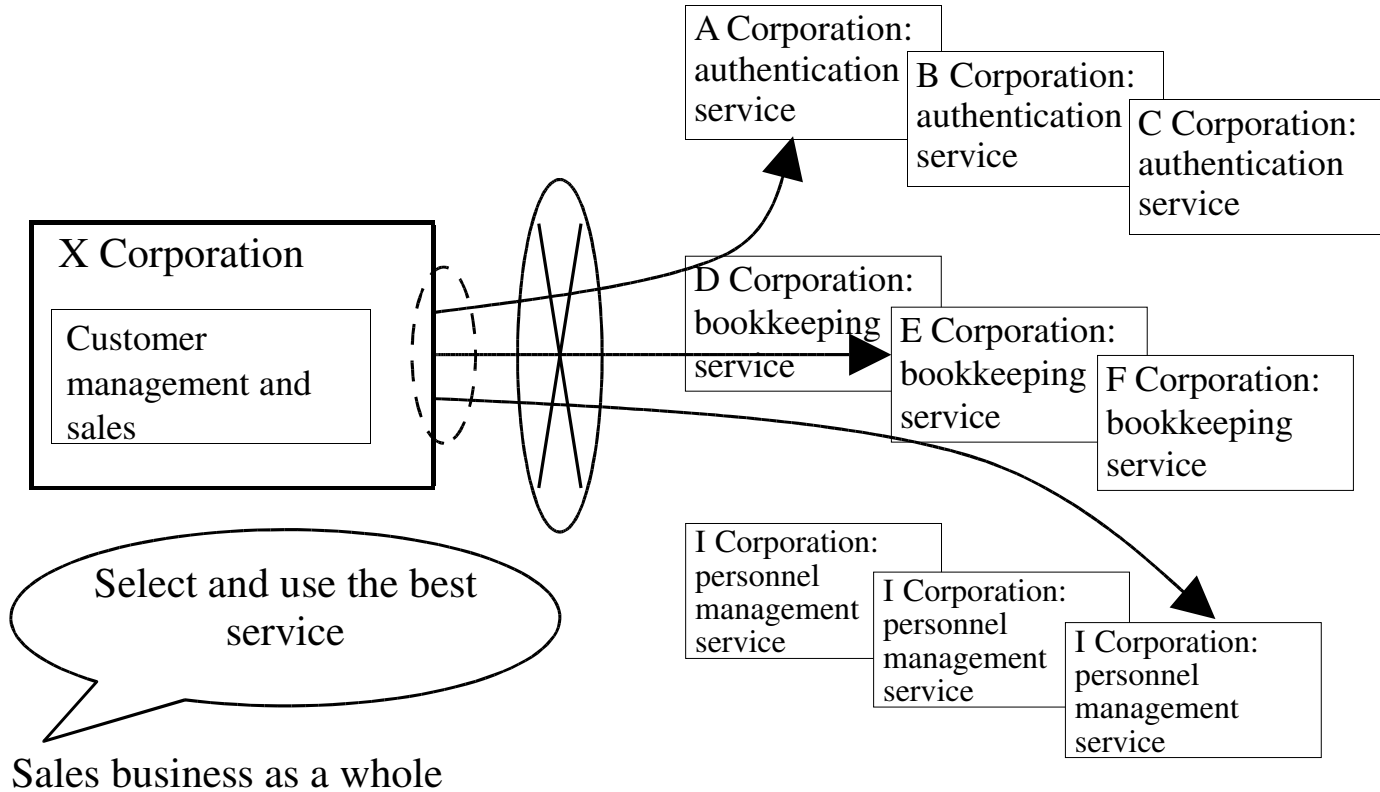 A Corporation:
authentication
service
B Corporation:
authentication
service
C Corporation:
authentication
service
X Corporation
Customer
management and
sales
D Corporation:
bookkeeping
service
E Corporation:
bookkeeping
service
F Corporation:
bookkeeping
service
I Corporation:
personnel
management
service
I Corporation:
personnel
management
service
I Corporation:
personnel
management
service
Select and use the best
service
Sales business as a whole